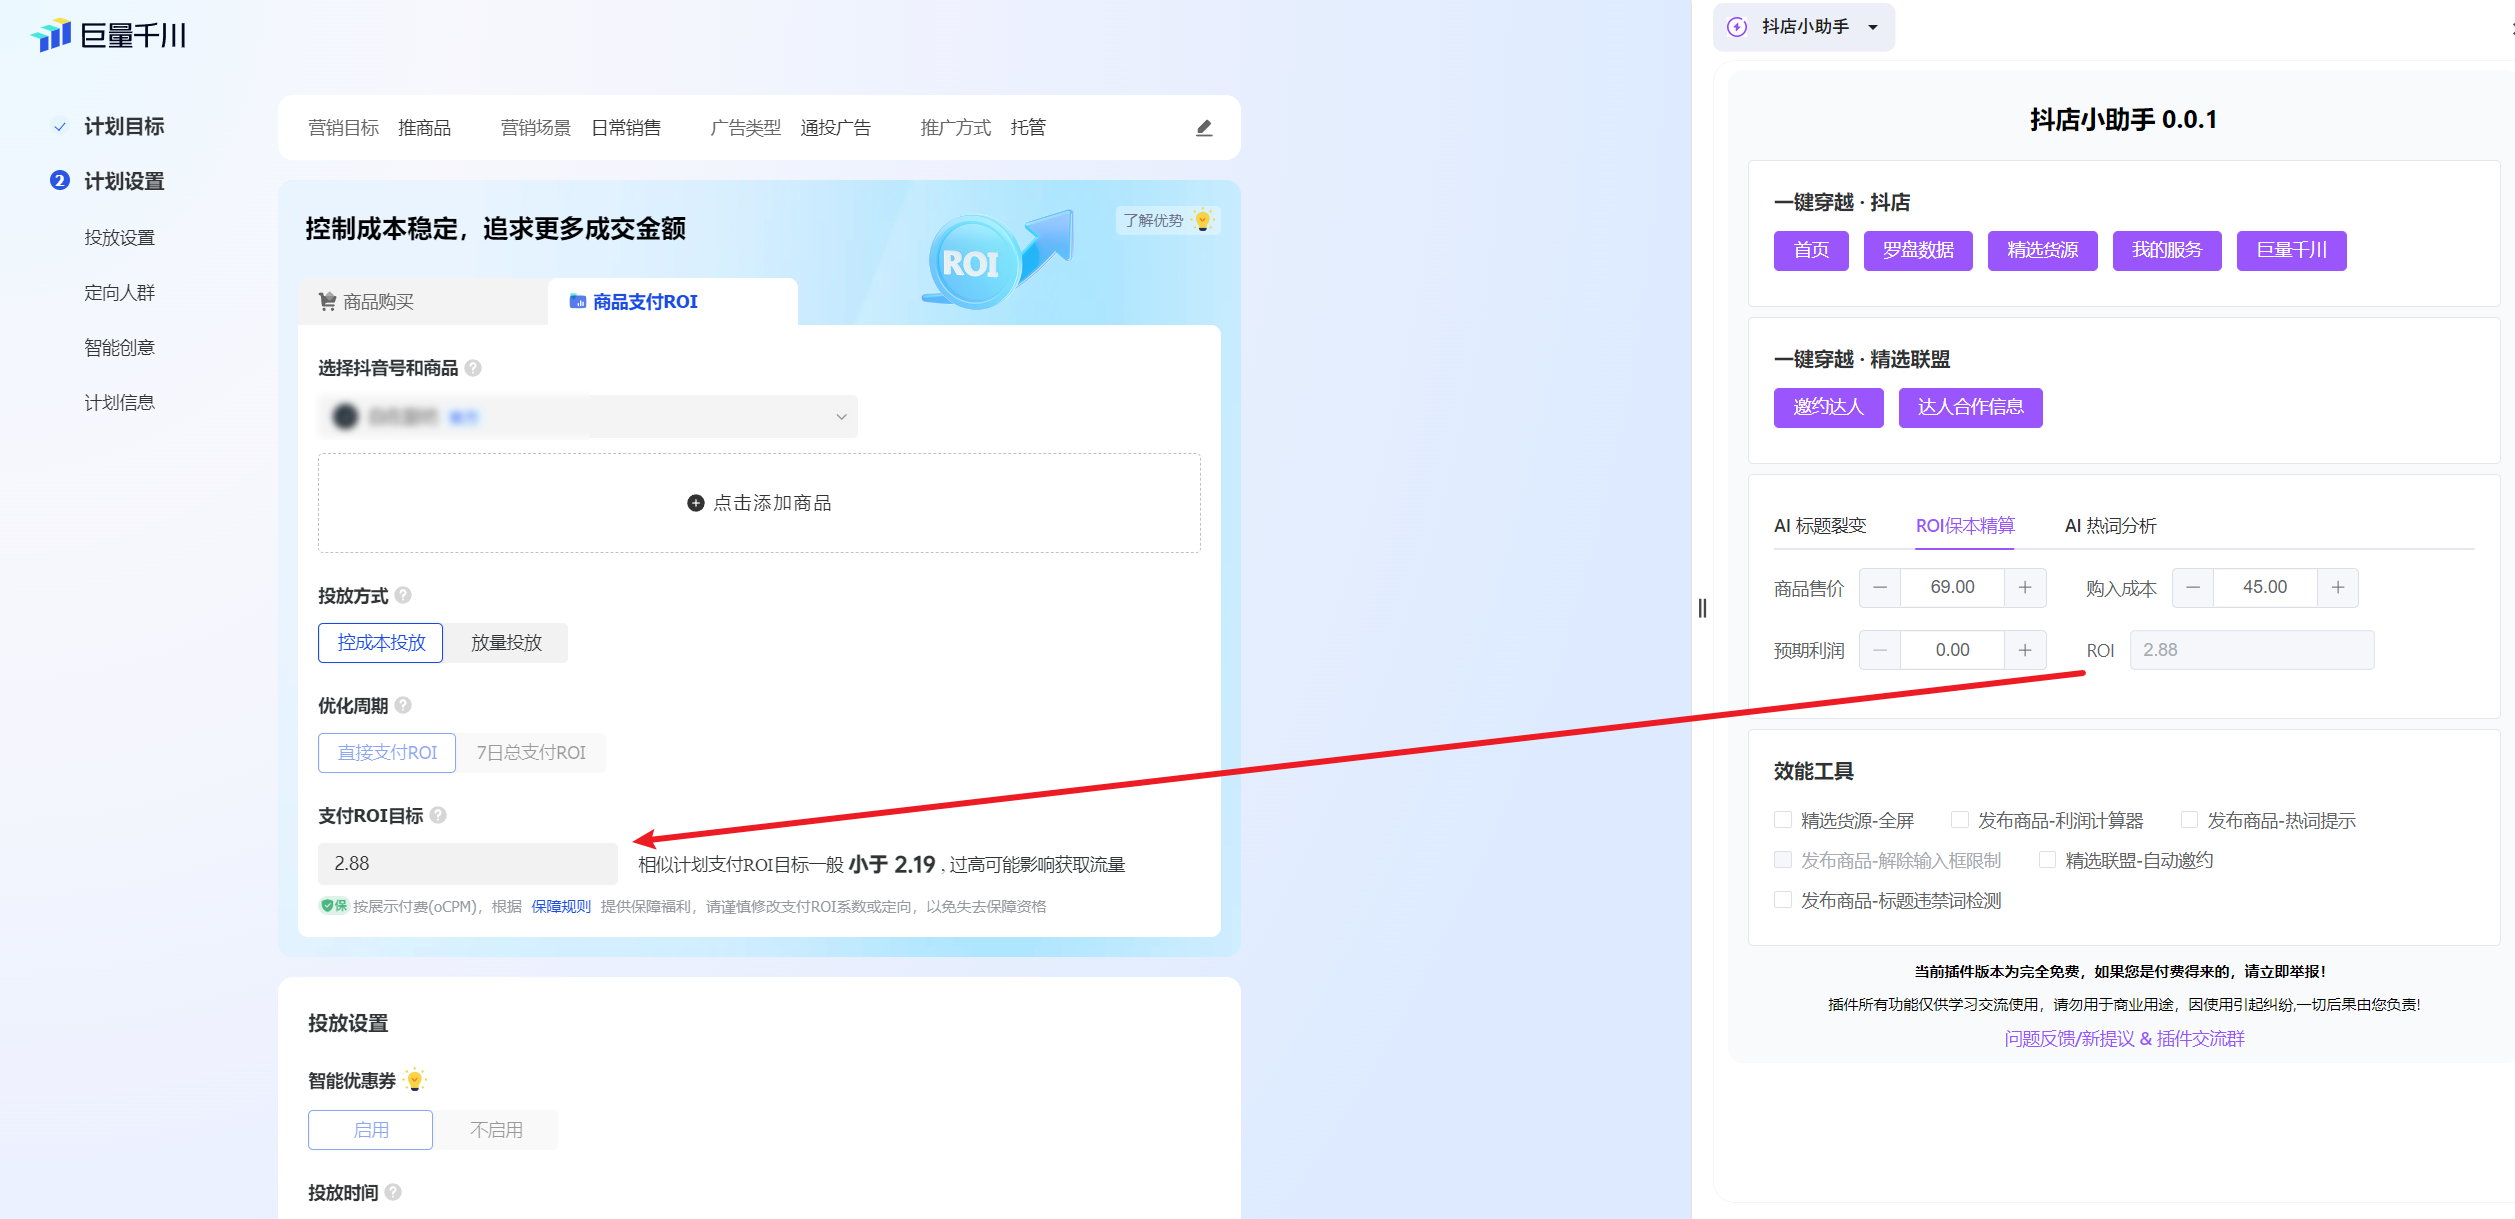 巨量千川
计划目标
2 计划设置
投放设置
定向人群
智能创意
计划信息
营销目标 推商品 营销场景 日常销售 广告类型 通投广告 推广方式 托管
控制成本稳定，追求更多成交金额
ROI
了解优势
商品购买 商品支付ROI
选择抖音号和商品
点击添加商品
投放方式
控成本投放 放量投放
优化周期
直接支付ROI 7日总支付ROI
支付ROI目标
2.88 相似计划支付ROI目标一般 小于 2.19 , 过高可能影响获取流量
保 按展示付费(oCPM)，根据 保障规则 提供保障福利，请谨慎修改支付ROI系数或定向，以免失去保障资格
投放设置
智能优惠券
启用 不启用
投放时间
抖店小助手
抖店小助手 0.0.1
一键穿越 · 抖店
首页 罗盘数据 精选货源 我的服务 巨量千川
一键穿越 · 精选联盟
邀约达人 达人合作信息
AI 标题裂变 ROI保本精算 AI 热词分析
商品售价 69.00 购入成本 45.00
预期利润 0.00 ROI 2.88
效能工具
精选货源-全屏 发布商品-利润计算器 发布商品-热词提示
发布商品-解除输入框限制 精选联盟-自动邀约
发布商品-标题违禁词检测
当前插件版本为完全免费，如果您是付费得来的，请立即举报！
插件所有功能仅供学习交流使用，请勿用于商业用途，因使用引起纠纷,一切后果由您负责!
问题反馈/新提议 & 插件交流群